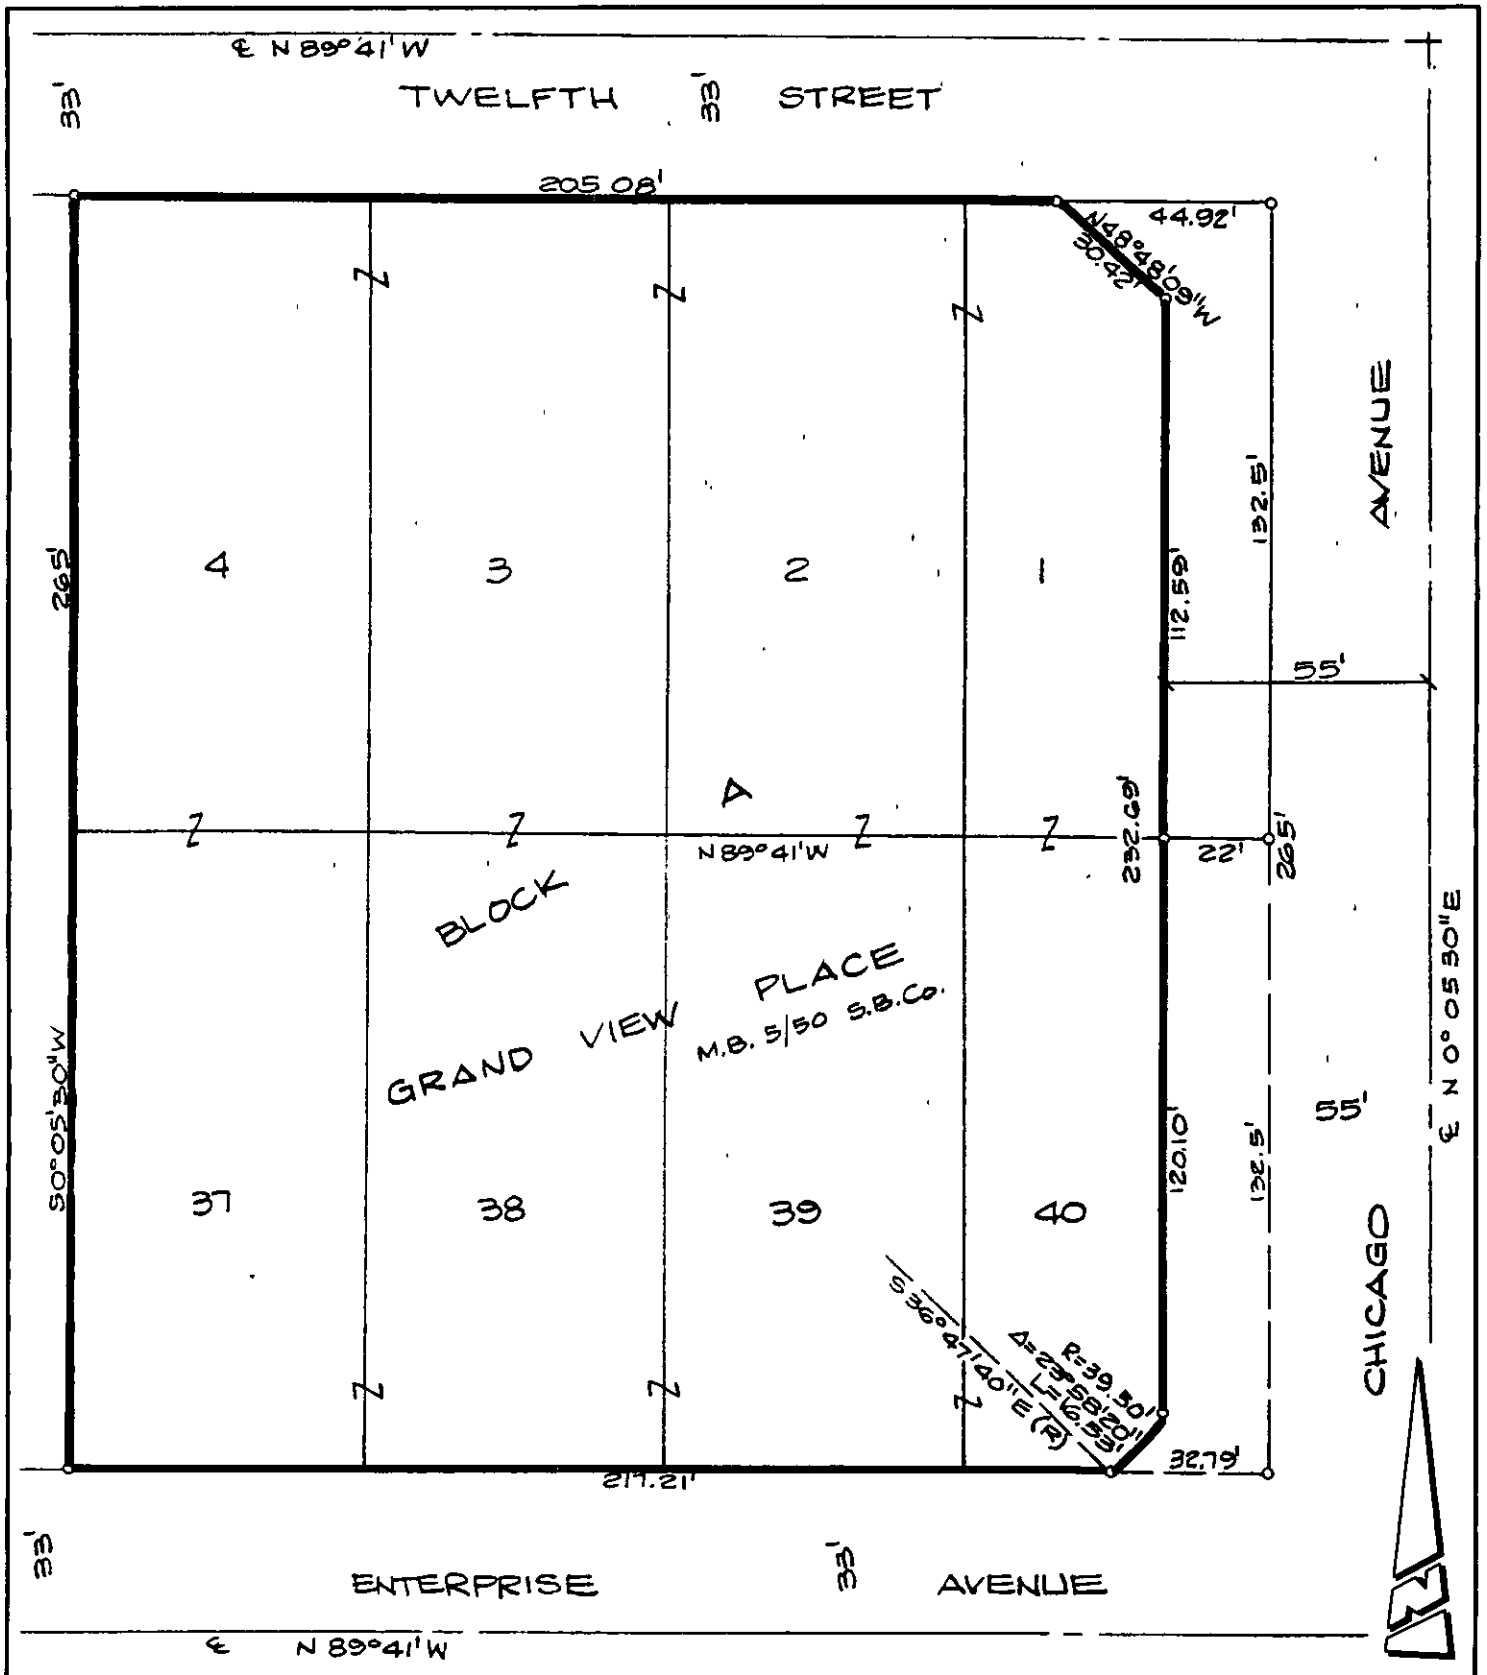 ℄ N 89°41' W
33'
TWELFTH 33' STREET
205.08'
44.92'
N48°48'09"W
30.42'
AVENUE
132.5'
265'
4 3 2 1
112.59'
55'
A
232.69'
N 89°41' W
22'
265'
BLOCK
℄ N 0°05 30" E
PLACE
GRAND VIEW
M.B. 5/50 S.B.Co.
S0°05'30"W
55'
120.10'
132.5'
37 38 39 40
CHICAGO
S 36°47'40" E (R)
R=39.50'
Δ=23°58'20"
L=16.53'
32.79'
217.21'
33'
ENTERPRISE 33' AVENUE
N
℄ N 89°41' W